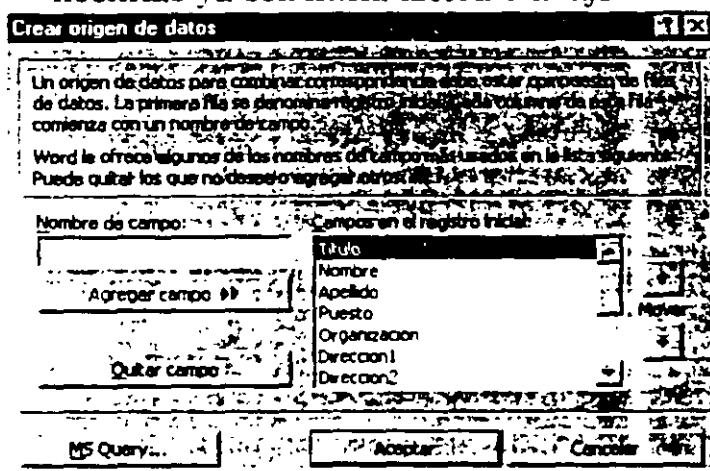 Crear origen de datos
Un origen de datos para combinar correspondencia debe estar compuesto de filas
de datos. La primera fila se denomina registro inicial. Cada columna de esta fila
comienza con un nombre de campo.
Word le ofrece algunos de los nombres de campo más usados en la lista siguiente.
Puede quitar los que no desee o agregar otros
Nombre de campo:
Campos en el registro inicial:
Título
Nombre
Apellido
Puesto
Organizacion
Direccion1
Direccion2
Agregar campo
Quitar campo
Mover
MS Query...
Aceptar
Cancelar